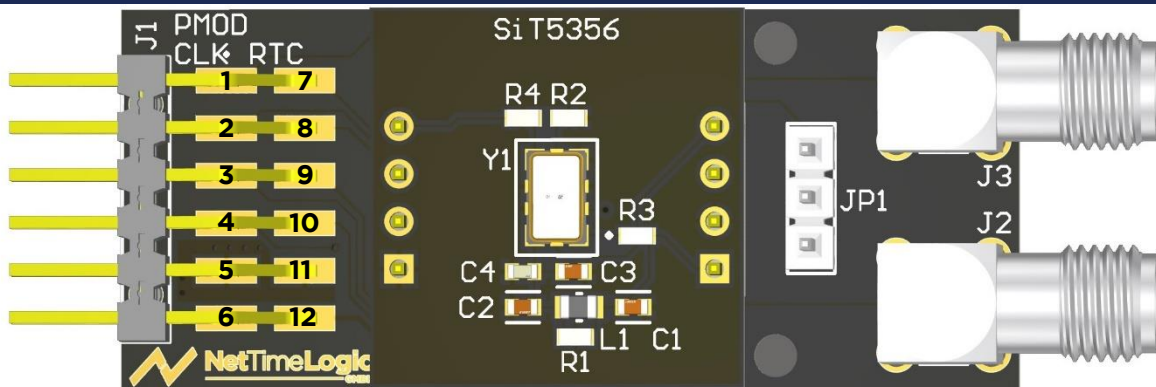 J1
PMOD
CLK RTC
1 7
2 8
3 9
4 10
5 11
6 12
NetTimeLogic
SiT5356
R4 R2
Y1
R3
C4 C3
C2 L1 C1
R1
JP1
J3
J2